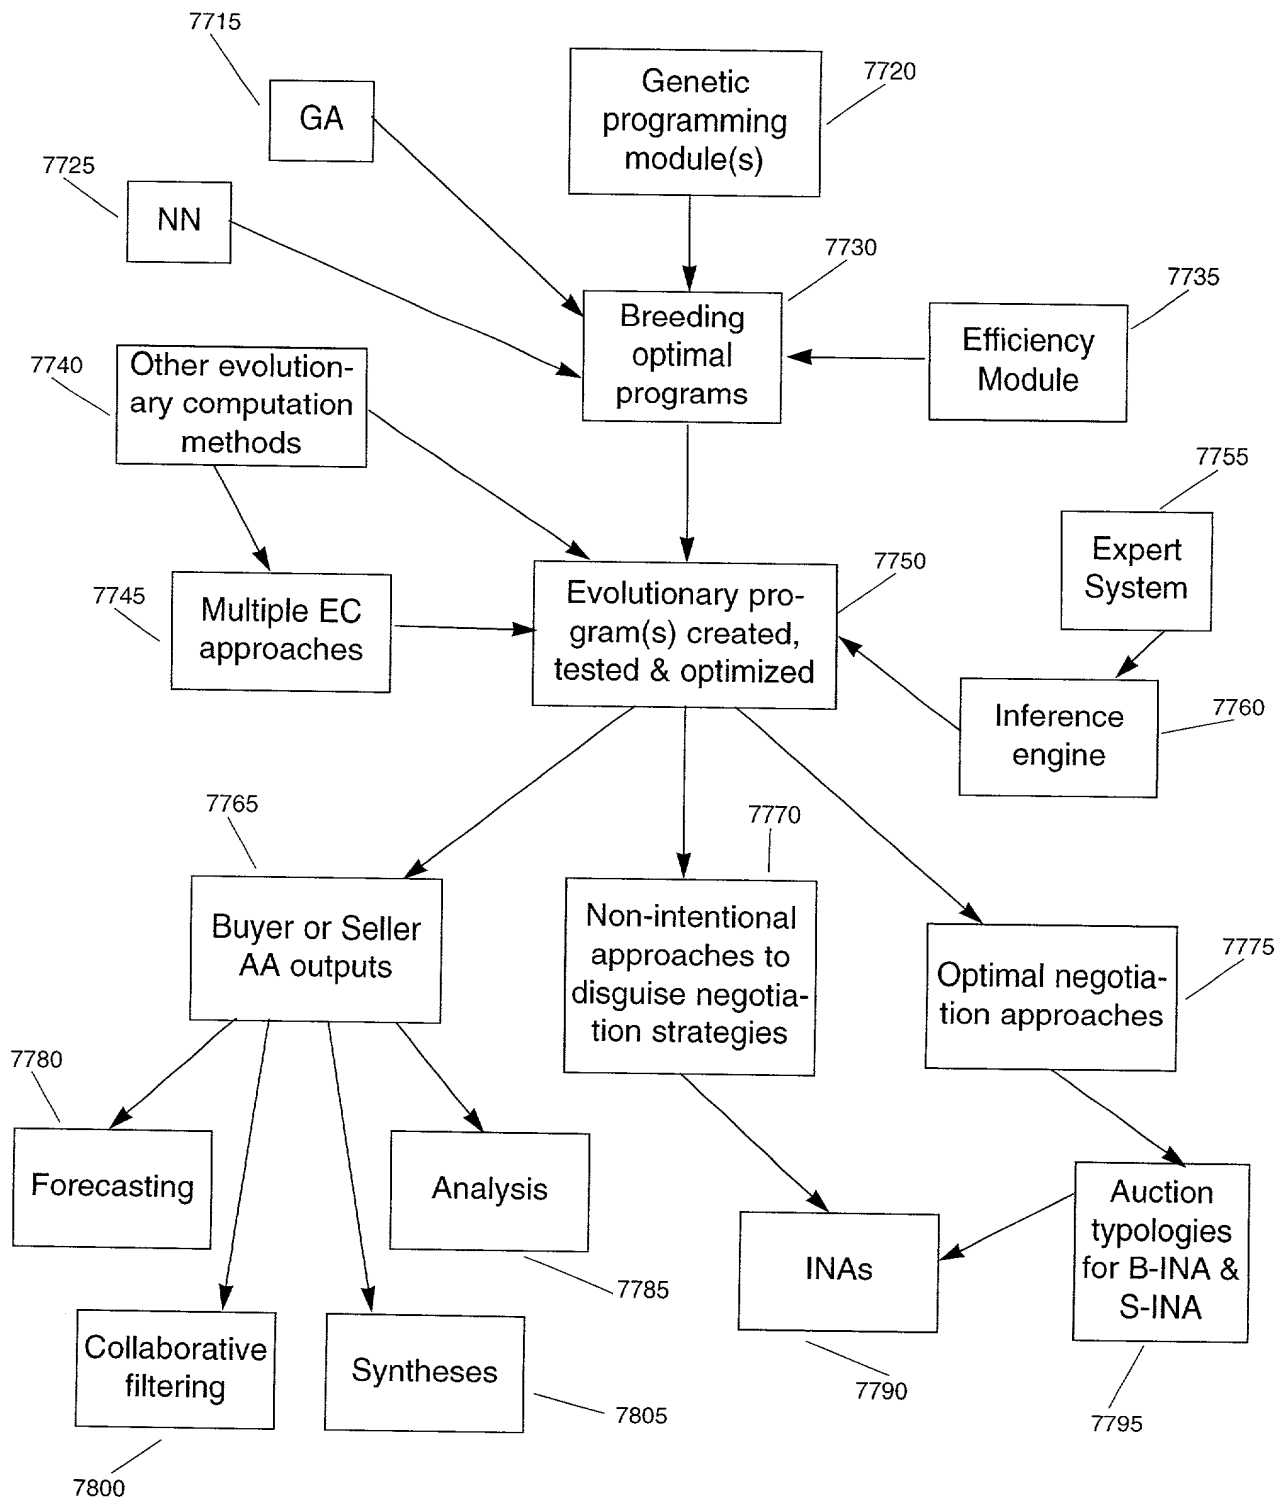 7715
GA
Genetic
programming
module(s)
7720
7725
NN
7730
Breeding
optimal
programs
7735
Efficiency
Module
7740
Other evolution-
ary computation
methods
7745
Multiple EC
approaches
7750
Evolutionary pro-
gram(s) created,
tested & optimized
7755
Expert
System
7760
Inference
engine
7765
Buyer or Seller
AA outputs
7770
Non-intentional
approaches to
disguise negotia-
tion strategies
7775
Optimal negotia-
tion approaches
7780
Forecasting
Analysis
7785
INAs
7790
Auction
typologies
for B-INA &
S-INA
7795
Collaborative
filtering
7800
Syntheses
7805